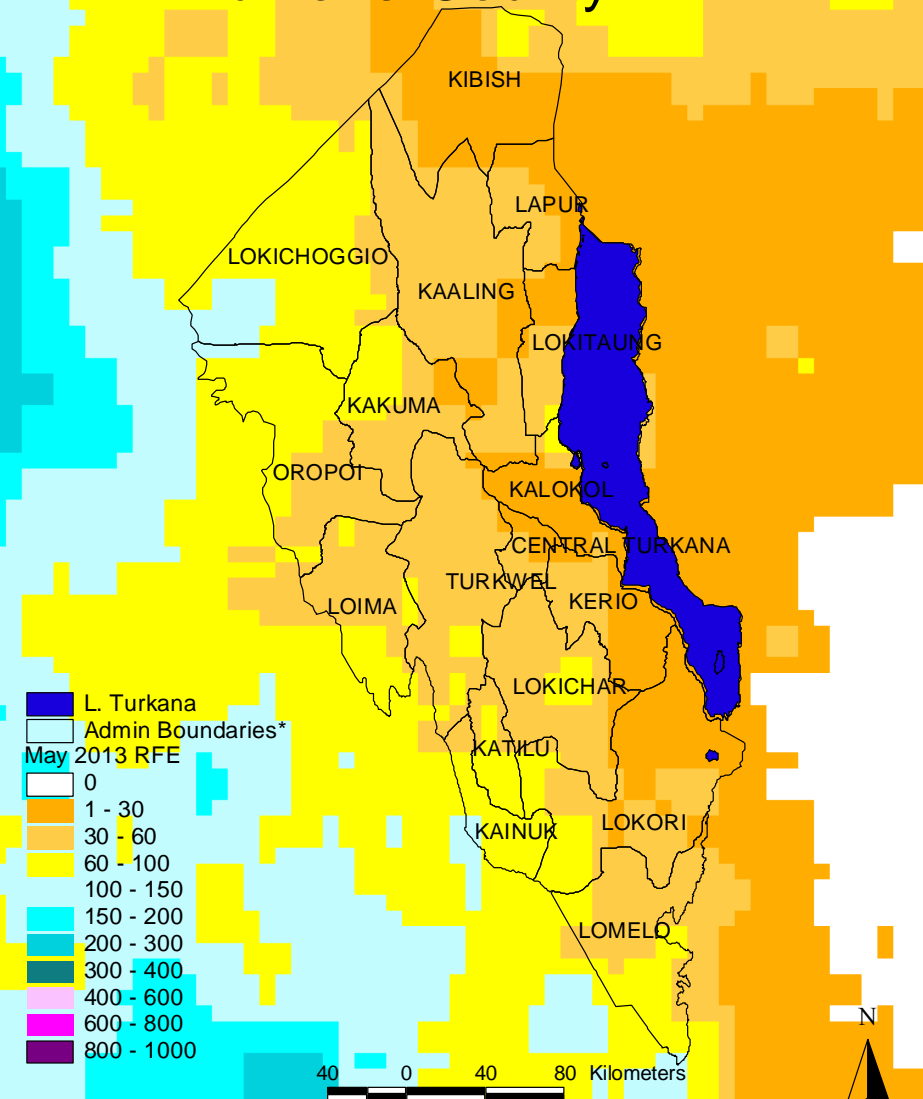 KIBISH
LAPUR
LOKICHOGGIO
KAALING
LOKITAUNG
KAKUMA
OROPOI
KALOKOL
CENTRAL TURKANA
TURKWEL
KERIO
LOIMA
LOKICHAR
KATILU
LOKORI
KAINUK
LOMELO
L. Turkana
Admin Boundaries*
May 2013 RFE
0
1 - 30
30 - 60
60 - 100
100 - 150
150 - 200
200 - 300
300 - 400
400 - 600
600 - 800
800 - 1000
N
40 0 40 80 Kilometers